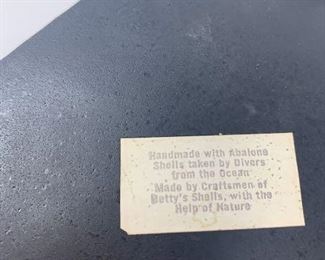 Handmade with Abalone
Shells taken by Divers
from the Ocean
Made by Craftsmen of
Betty's Shells, with the
Help of Nature